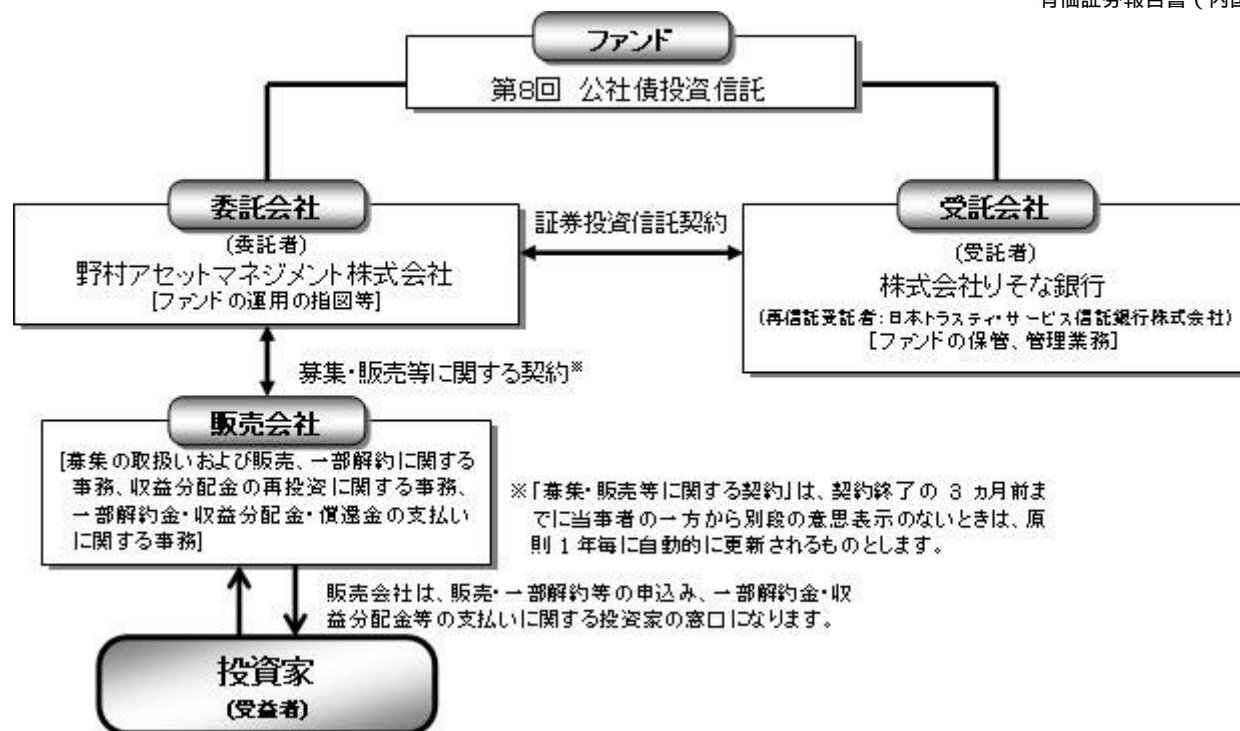 有価証券報告書(内国
ファンド
第8回 公社債投資信託
委託会社
(委託者)
野村アセットマネジメント株式会社
[ファンドの運用の指図等]
証券投資信託契約
受託会社
(受託者)
株式会社りそな銀行
(再信託受託者:日本トラスティ・サービス信託銀行株式会社)
[ファンドの保管、管理業務]
募集・販売等に関する契約※
販売会社
[募集の取扱いおよび販売、一部解約に関する
事務、収益分配金の再投資に関する事務、
一部解約金・収益分配金・償還金の支払い
に関する事務]
※「募集・販売等に関する契約」は、契約終了の 3 ヵ月前ま
でに当事者の一方から別段の意思表示のないときは、原
則 1 年毎に自動的に更新されるものとします。
販売会社は、販売・一部解約等の申込み、一部解約金・収
益分配金等の支払いに関する投資家の窓口になります。
投資家
(受益者)